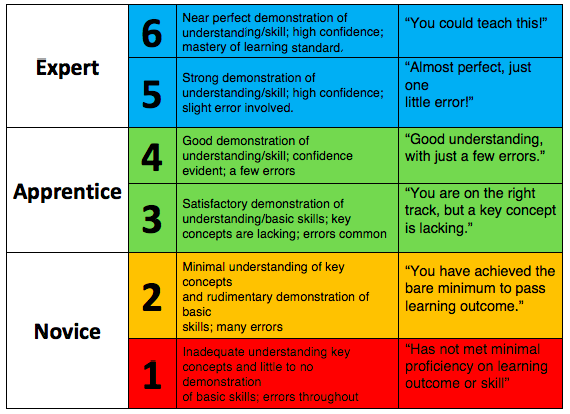 Expert
6
Near perfect demonstration of
understanding/skill; high confidence;
mastery of learning standard.
"You could teach this!"
5
Strong demonstration of
understanding/skill; high confidence;
slight error involved.
"Almost perfect, just
one
little error!"
Apprentice
4
Good demonstration of
understanding/skill; confidence
evident; a few errors
"Good understanding,
with just a few errors."
3
Satisfactory demonstration of
understanding/basic skills; key
concepts are lacking; errors common
"You are on the right
track, but a key concept
is lacking."
Novice
2
Minimal understanding of key
concepts
and rudimentary demonstration of
basic
skills; many errors
"You have achieved the
bare minimum to pass
learning outcome."
1
Inadequate understanding key
concepts and little to no
demonstration
of basic skills; errors throughout
"Has not met minimal
proficiency on learning
outcome or skill"